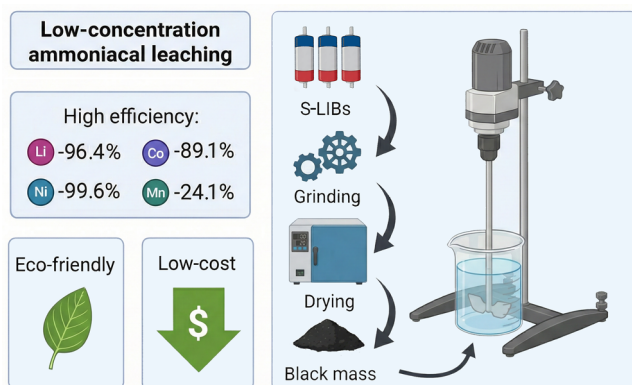 Low-concentration
ammoniacal leaching
High efficiency:
Li -96.4% Co -89.1%
Ni -99.6% Mn -24.1%
Eco-friendly
Low-cost
$
S-LIBs
Grinding
Drying
Black mass